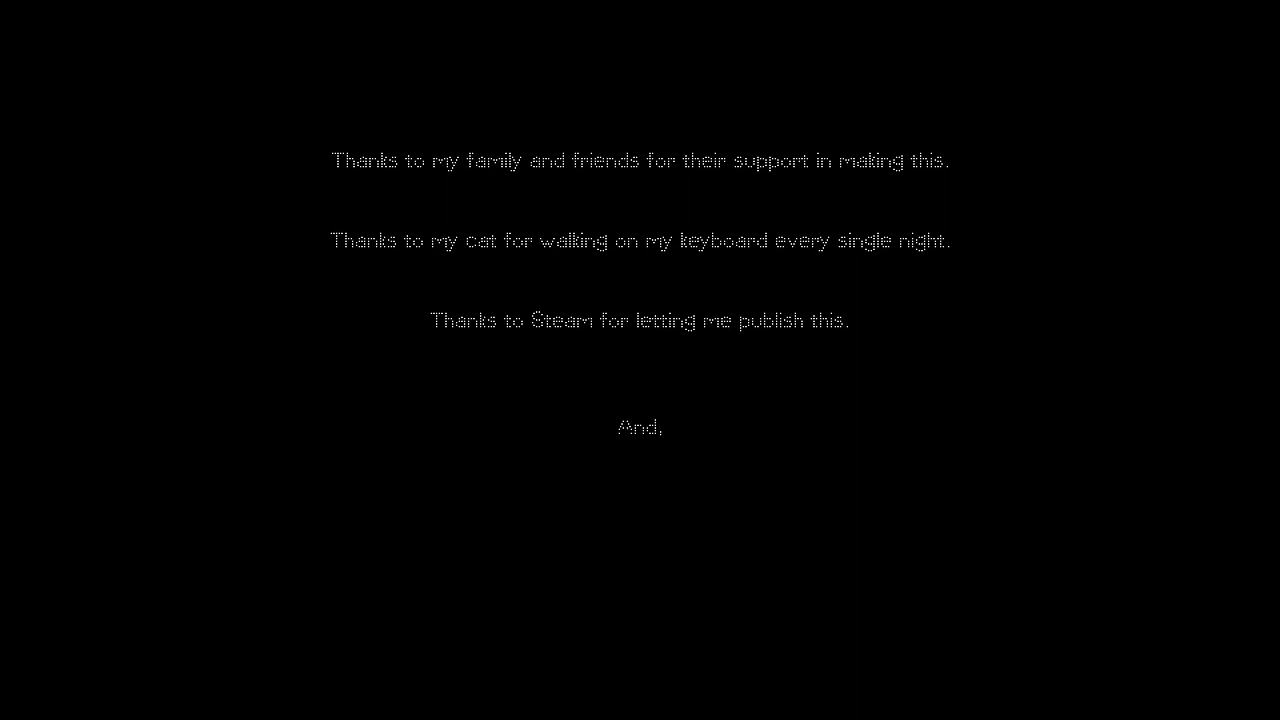 Thanks to my family and friends for their support in making this.
Thanks to my cat for walking on my keyboard every single night.
Thanks to Steam for letting me publish this.
And,